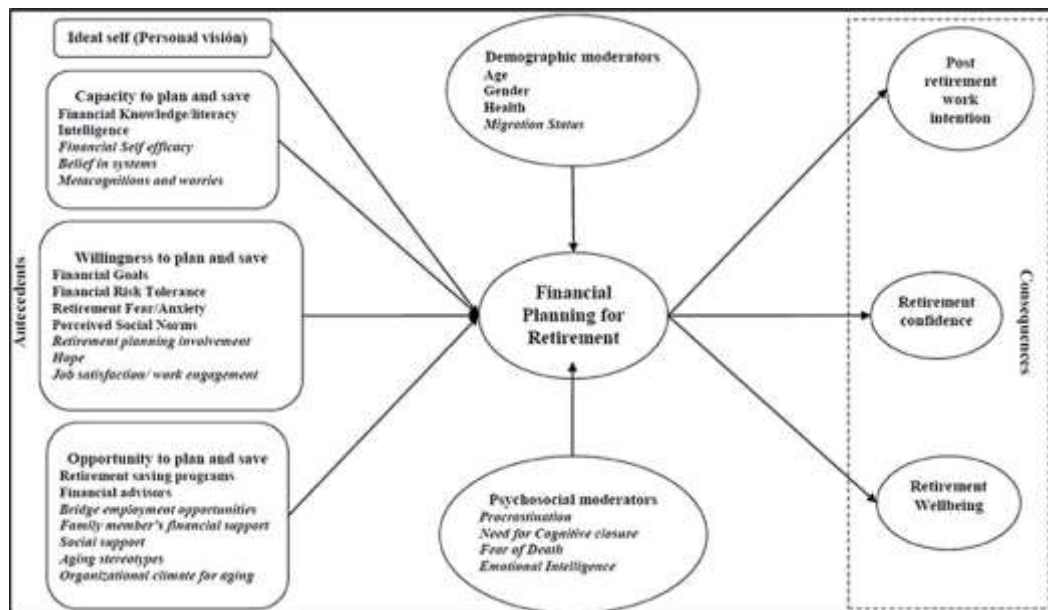 Ideal self (Personal visión)
Capacity to plan and save
Financial Knowledge/literacy
Intelligence
Financial Self efficacy
Belief in systems
Metacognitions and worries
Willingness to plan and save
Financial Goals
Financial Risk Tolerance
Retirement Fear/Anxiety
Perceived Social Norms
Retirement planning involvement
Hope
Job satisfaction/ work engagement
Opportunity to plan and save
Retirement saving programs
Financial advisors
Bridge employment opportunities
Family member's financial support
Social support
Aging stereotypes
Organizational climate for aging
Antecedents
Demographic moderators
Age
Gender
Health
Migration Status
Financial
Planning for
Retirement
Psychosocial moderators
Procrastination
Need for Cognitive closure
Fear of Death
Emotional Intelligence
Post
retirement
work
intention
Retirement
confidence
Retirement
Wellbeing
Consequences